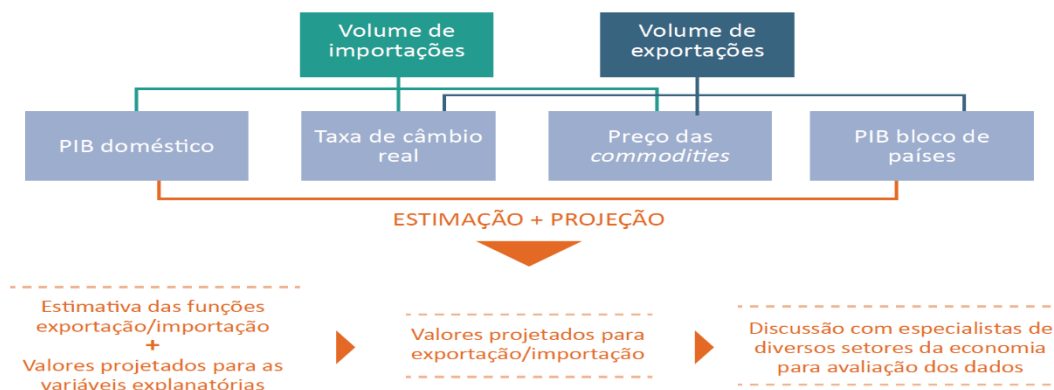 Volume de
importações
Volume de
exportações
PIB doméstico
Taxa de câmbio
real
Preço das
commodities
PIB bloco de
países
ESTIMAÇÃO + PROJEÇÃO
Estimativa das funções
exportação/importação
+
Valores projetados para as
variáveis explanatórias
Valores projetados para
exportação/importação
Discussão com especialistas de
diversos setores da economia
para avaliação dos dados